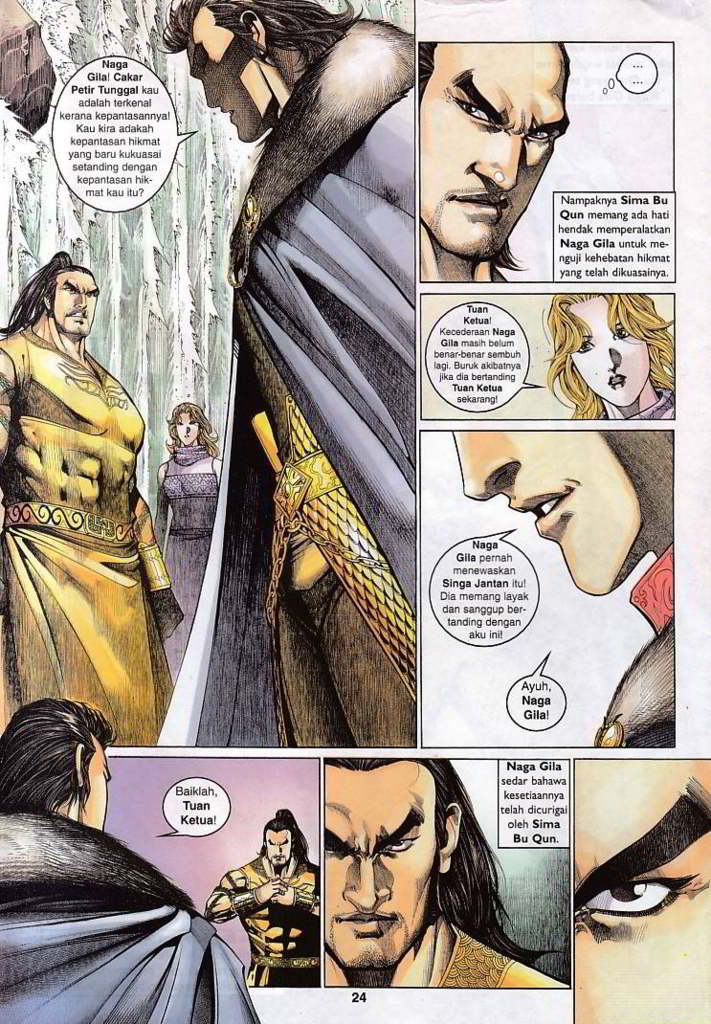 Naga
Gila! Cakar
Petir Tunggal kau
adalah terkenal
kerana kepantasannya!
Kau kira adakah
kepantasan hikmat
yang baru kukuasai
setanding dengan
kepantasan hik-
mat kau itu?
...
...
Nampaknya Sima Bu
Qun memang ada hati
hendak memperalatkan
Naga Gila untuk me-
nguji kehebatan hikmat
yang telah dikuasainya.
Tuan
Ketua!
Kecederaan Naga
Gila masih belum
benar-benar sembuh
lagi. Buruk akibatnya
jika dia bertanding
Tuan Ketua
sekarang!
Naga
Gila pernah
menewaskan
Singa Jantan itu!
Dia memang layak
dan sanggup ber-
tanding dengan
aku ini!
Ayuh,
Naga
Gila!
Baiklah,
Tuan
Ketua!
Naga Gila
sedar bahawa
kesetiaannya
telah dicurigai
oleh Sima
Bu Qun.
24